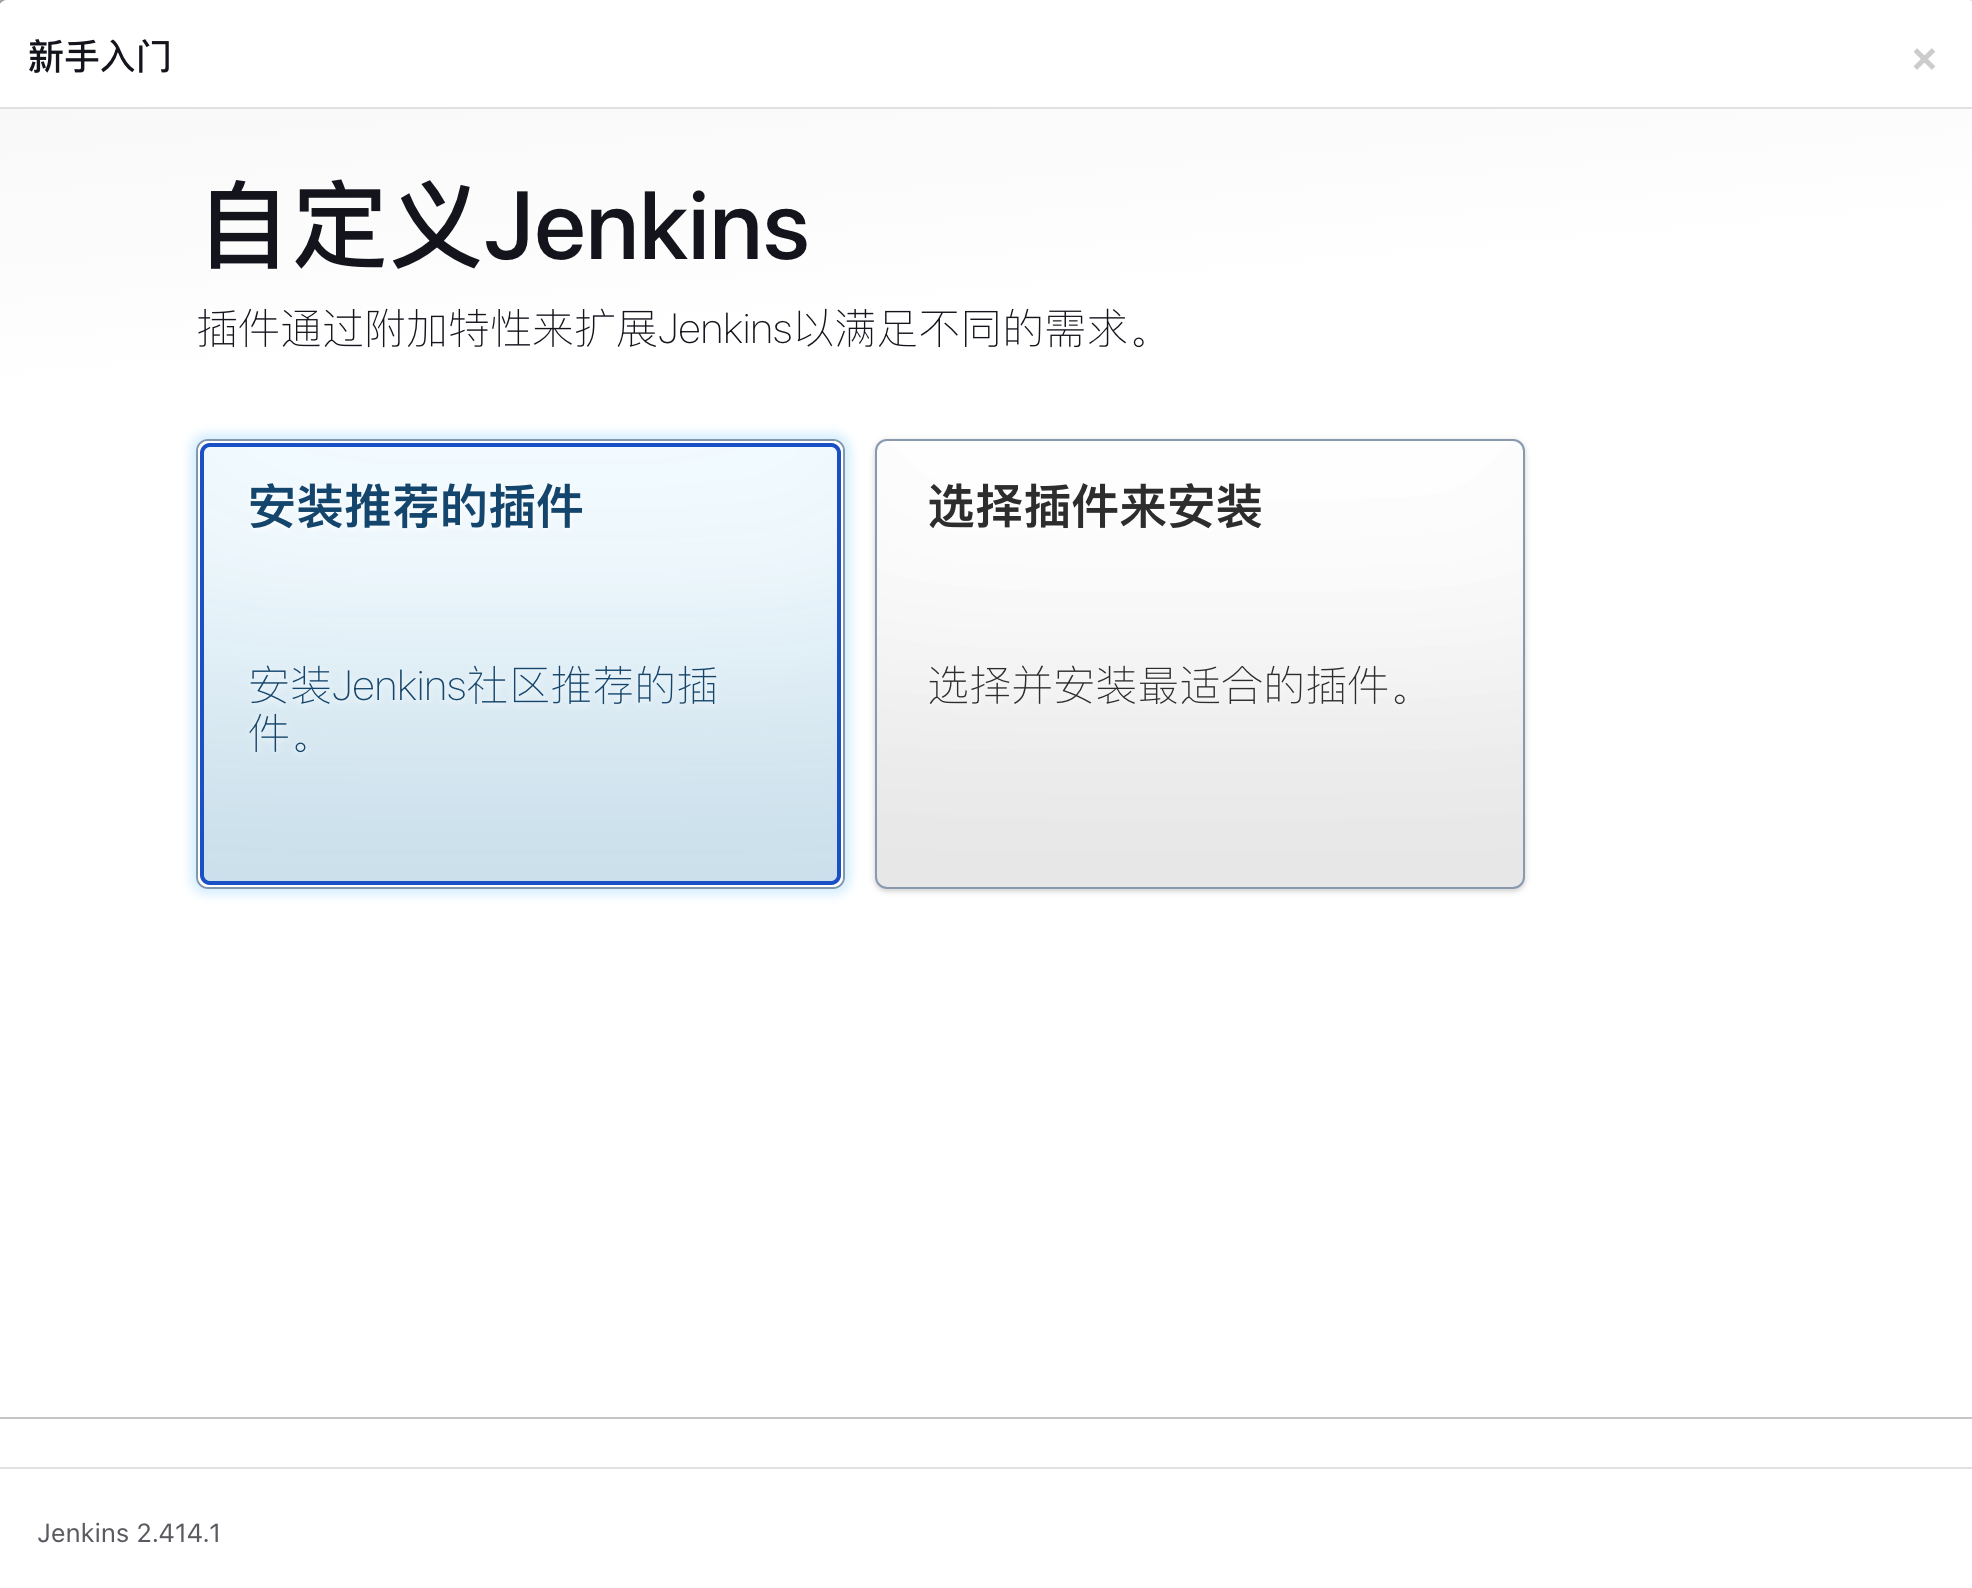 新手入门
×
自定义Jenkins
插件通过附加特性来扩展Jenkins以满足不同的需求。
安装推荐的插件
安装Jenkins社区推荐的插
件。
选择插件来安装
选择并安装最适合的插件。
Jenkins 2.414.1